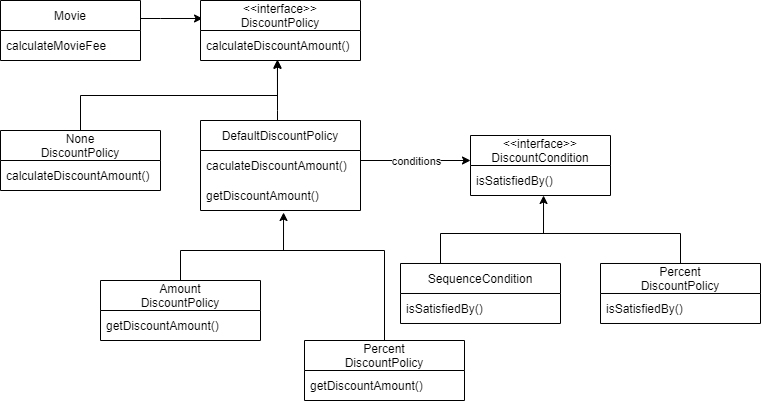 Movie
calculateMovieFee
<<interface>>
DiscountPolicy
calculateDiscountAmount()
None
DiscountPolicy
calculateDiscountAmount()
DefaultDiscountPolicy
caculateDiscountAmount()
getDiscountAmount()
conditions
<<interface>>
DiscountCondition
isSatisfiedBy()
Amount
DiscountPolicy
getDiscountAmount()
Percent
DiscountPolicy
getDiscountAmount()
SequenceCondition
isSatisfiedBy()
Percent
DiscountPolicy
isSatisfiedBy()